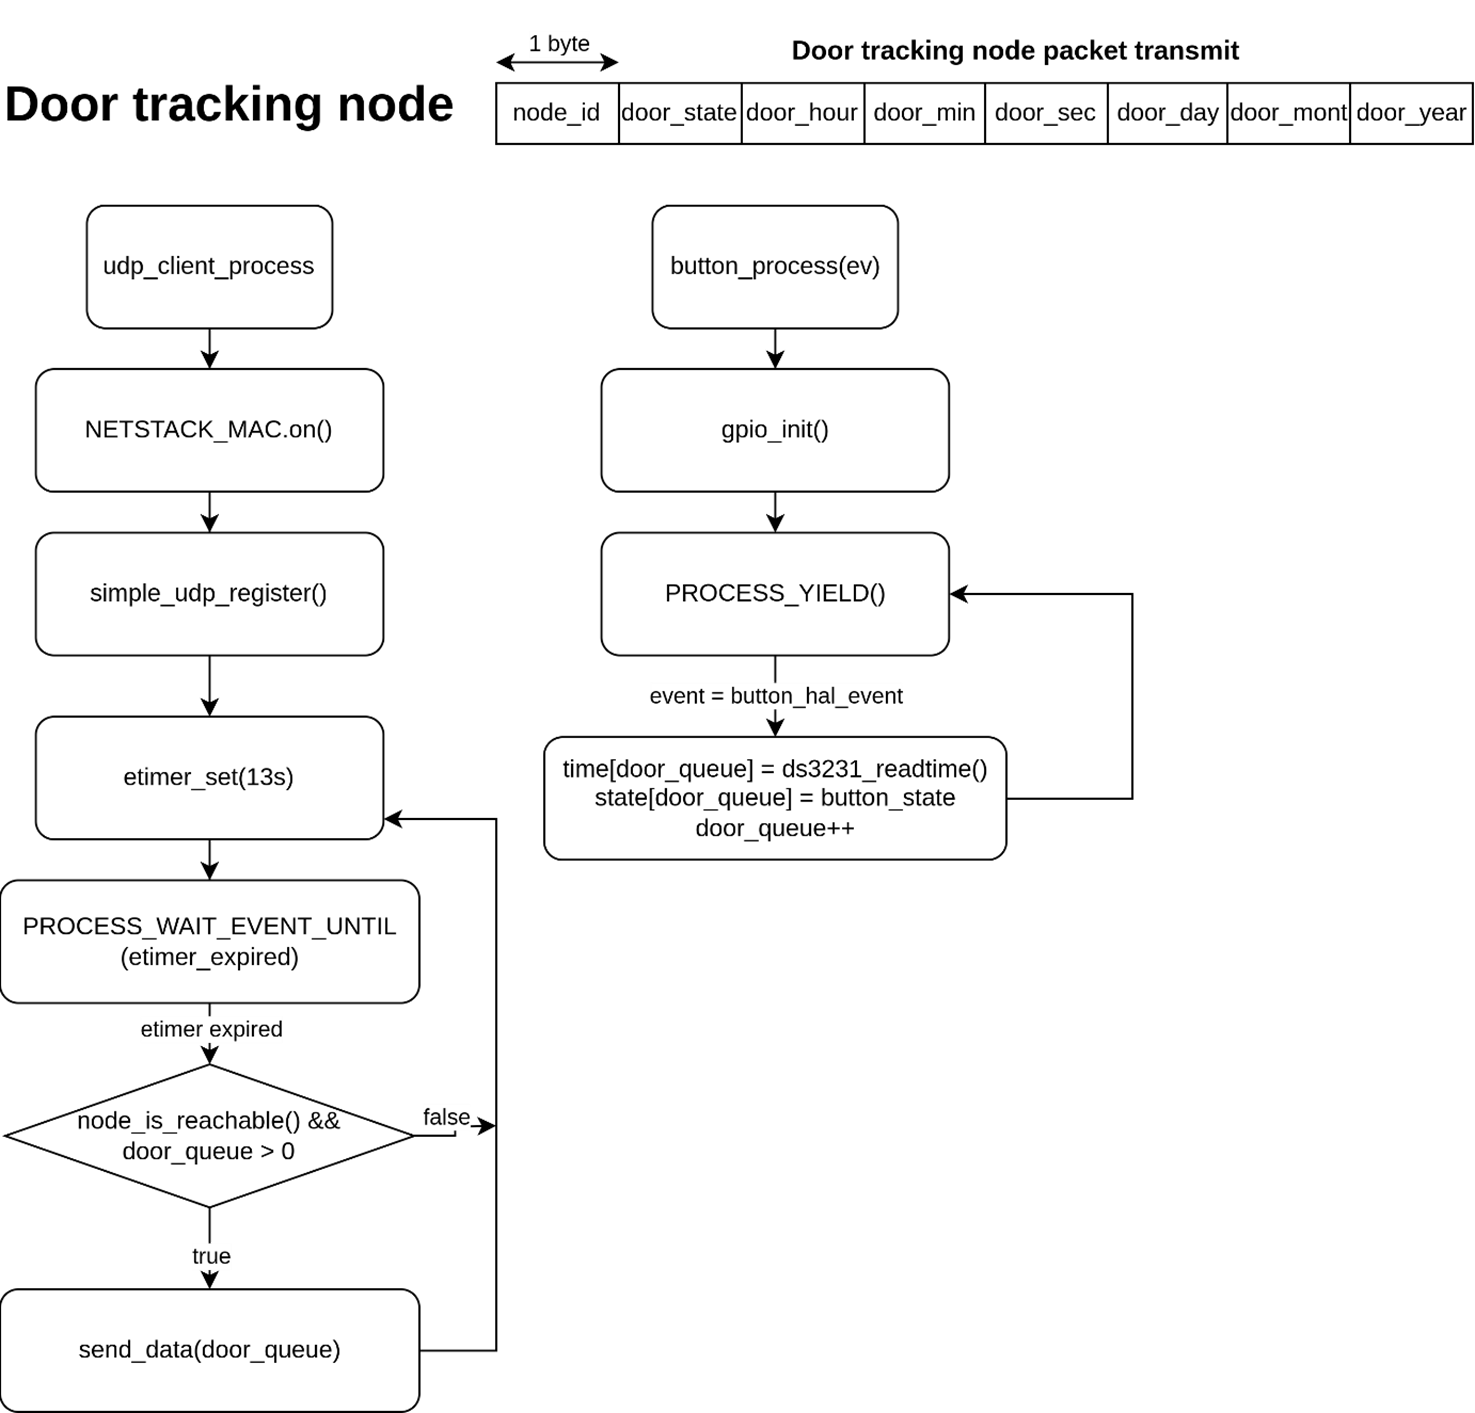 1 byte
Door tracking node packet transmit
Door tracking node
node_id door_state door_hour door_min door_sec door_day door_mont door_year
udp_client_process
NETSTACK_MAC.on()
simple_udp_register()
etimer_set(13s)
PROCESS_WAIT_EVENT_UNTIL
(etimer_expired)
etimer expired
node_is_reachable() &&
door_queue > 0
false
true
send_data(door_queue)
button_process(ev)
gpio_init()
PROCESS_YIELD()
event = button_hal_event
time[door_queue] = ds3231_readtime()
state[door_queue] = button_state
door_queue++